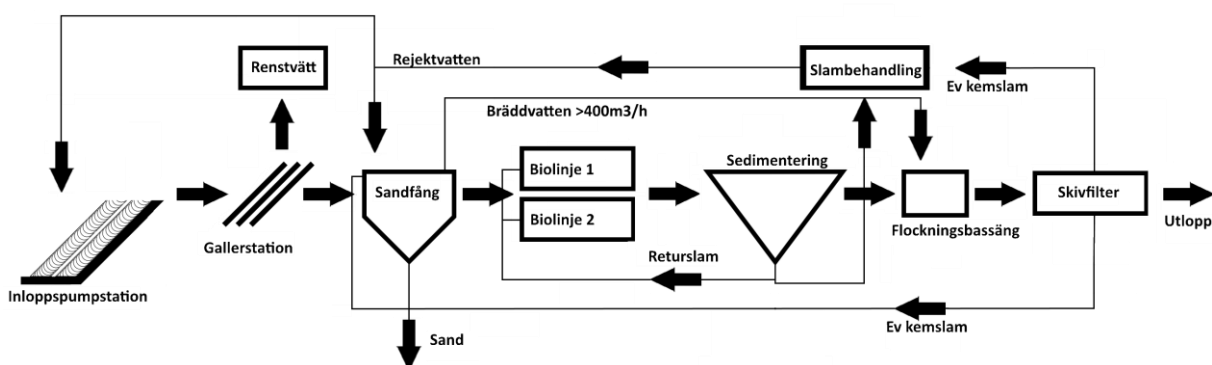 Renstvätt
Rejektvatten
Slambehandling
Ev kemslam
Bräddvatten >400m3/h
Biolinje 1
Sedimentering
Sandfång
Skivfilter
Biolinje 2
Utlopp
Flockningsbassäng
Gallerstation
Returslam
Inloppspumpstation
Ev kemslam
Sand